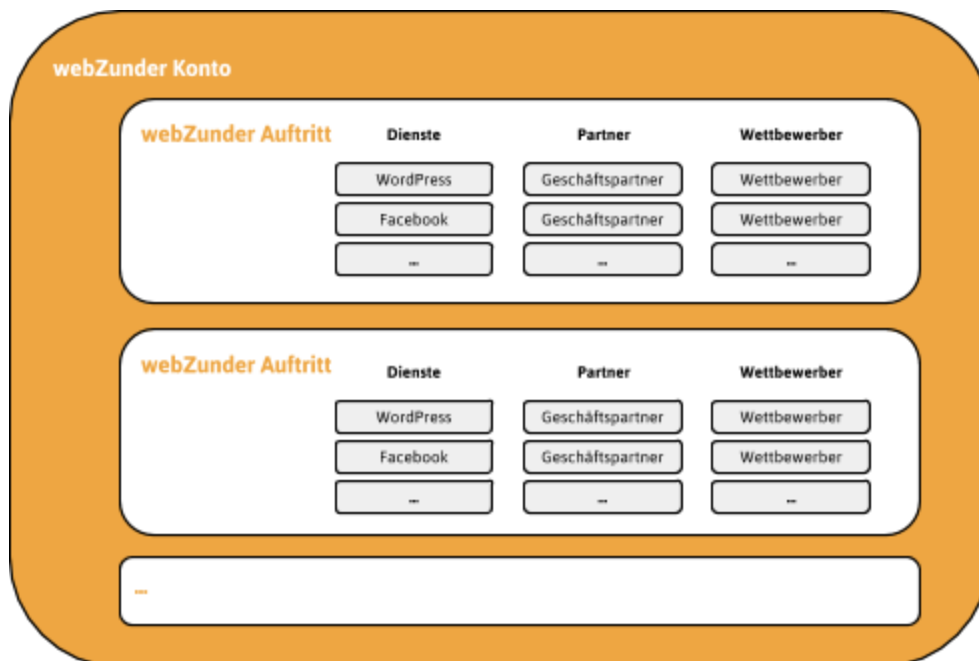 webZunder Konto
webZunder Auftritt Dienste Partner Wettbewerber
WordPress Geschäftspartner Wettbewerber
Facebook Geschäftspartner Wettbewerber
... ... ...
webZunder Auftritt Dienste Partner Wettbewerber
WordPress Geschäftspartner Wettbewerber
Facebook Geschäftspartner Wettbewerber
... ... ...
...